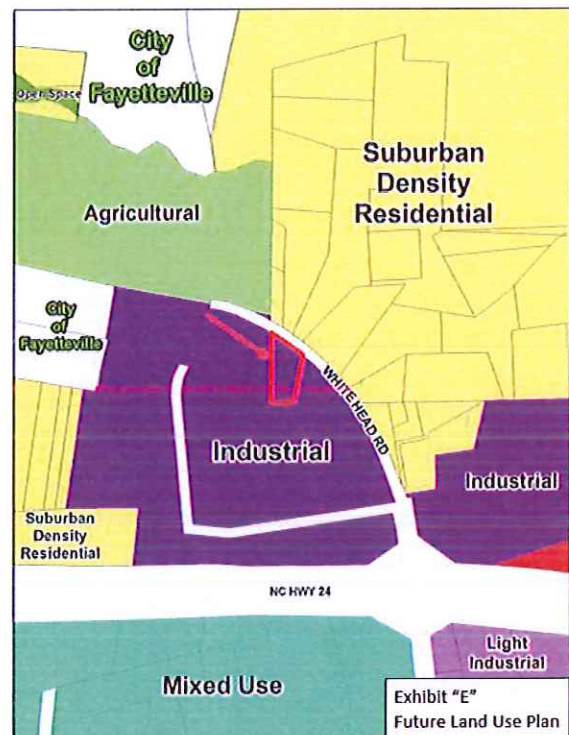 City
of
Fayetteville
Open Space
Suburban
Density
Residential
Agricultural
City
of
Fayetteville
WHITE HEAD RD
Industrial
Industrial
Suburban
Density
Residential
NC HWY 24
Light
Industrial
Mixed Use
Exhibit "E"
Future Land Use Plan